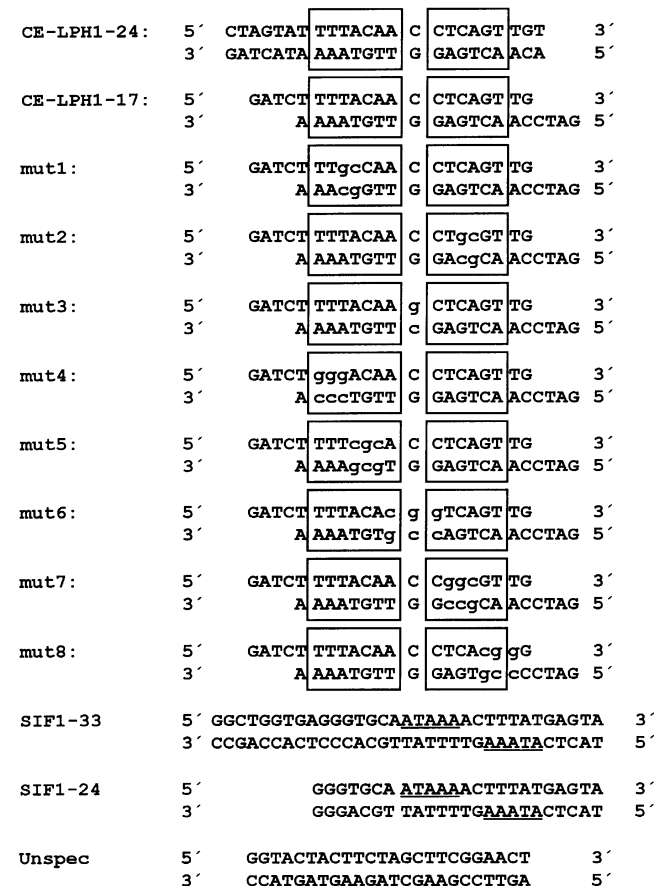 CE-LPH1-24: 5´ CTAGTAT TTTACAA C CTCAGT TGT 3´
3´ GATCATA AAATGTT G GAGTCA ACA 5´
CE-LPH1-17: 5´ GATCT TTTACAA C CTCAGT TG 3´
3´ A AAATGTT G GAGTCA ACCTAG 5´
mut1: 5´ GATCT TTgcCAA C CTCAGT TG 3´
3´ A AAcgGTT G GAGTCA ACCTAG 5´
mut2: 5´ GATCT TTTACAA C CTgcGT TG 3´
3´ A AAATGTT G GAcgCA ACCTAG 5´
mut3: 5´ GATCT TTTACAA g CTCAGT TG 3´
3´ A AAATGTT c GAGTCA ACCTAG 5´
mut4: 5´ GATCT gggACAA C CTCAGT TG 3´
3´ A cccTGTT G GAGTCA ACCTAG 5´
mut5: 5´ GATCT TTTcgcA C CTCAGT TG 3´
3´ A AAAgcgT G GAGTCA ACCTAG 5´
mut6: 5´ GATCT TTTACAc g gTCAGT TG 3´
3´ A AAATGTg c cAGTCA ACCTAG 5´
mut7: 5´ GATCT TTTACAA C CggcGT TG 3´
3´ A AAATGTT G GccgCA ACCTAG 5´
mut8: 5´ GATCT TTTACAA C CTCAcg gG 3´
3´ A AAATGTT G GAGTgc cCCTAG 5´
SIF1-33 5´ GGCTGGTGAGGGTGCAATAAAACTTTATGAGTA 3´
3´ CCGACCACTCCCACGTTATTTTGAAATACTCAT 5´
SIF1-24 5´ GGGTGCA ATAAAACTTTATGAGTA 3´
3´ GGGACGT TATTTTGAAATACTCAT 5´
Unspec 5´ GGTACTACTTCTAGCTTCGGAACT 3´
3´ CCATGATGAAGATCGAAGCCTTGA 5´